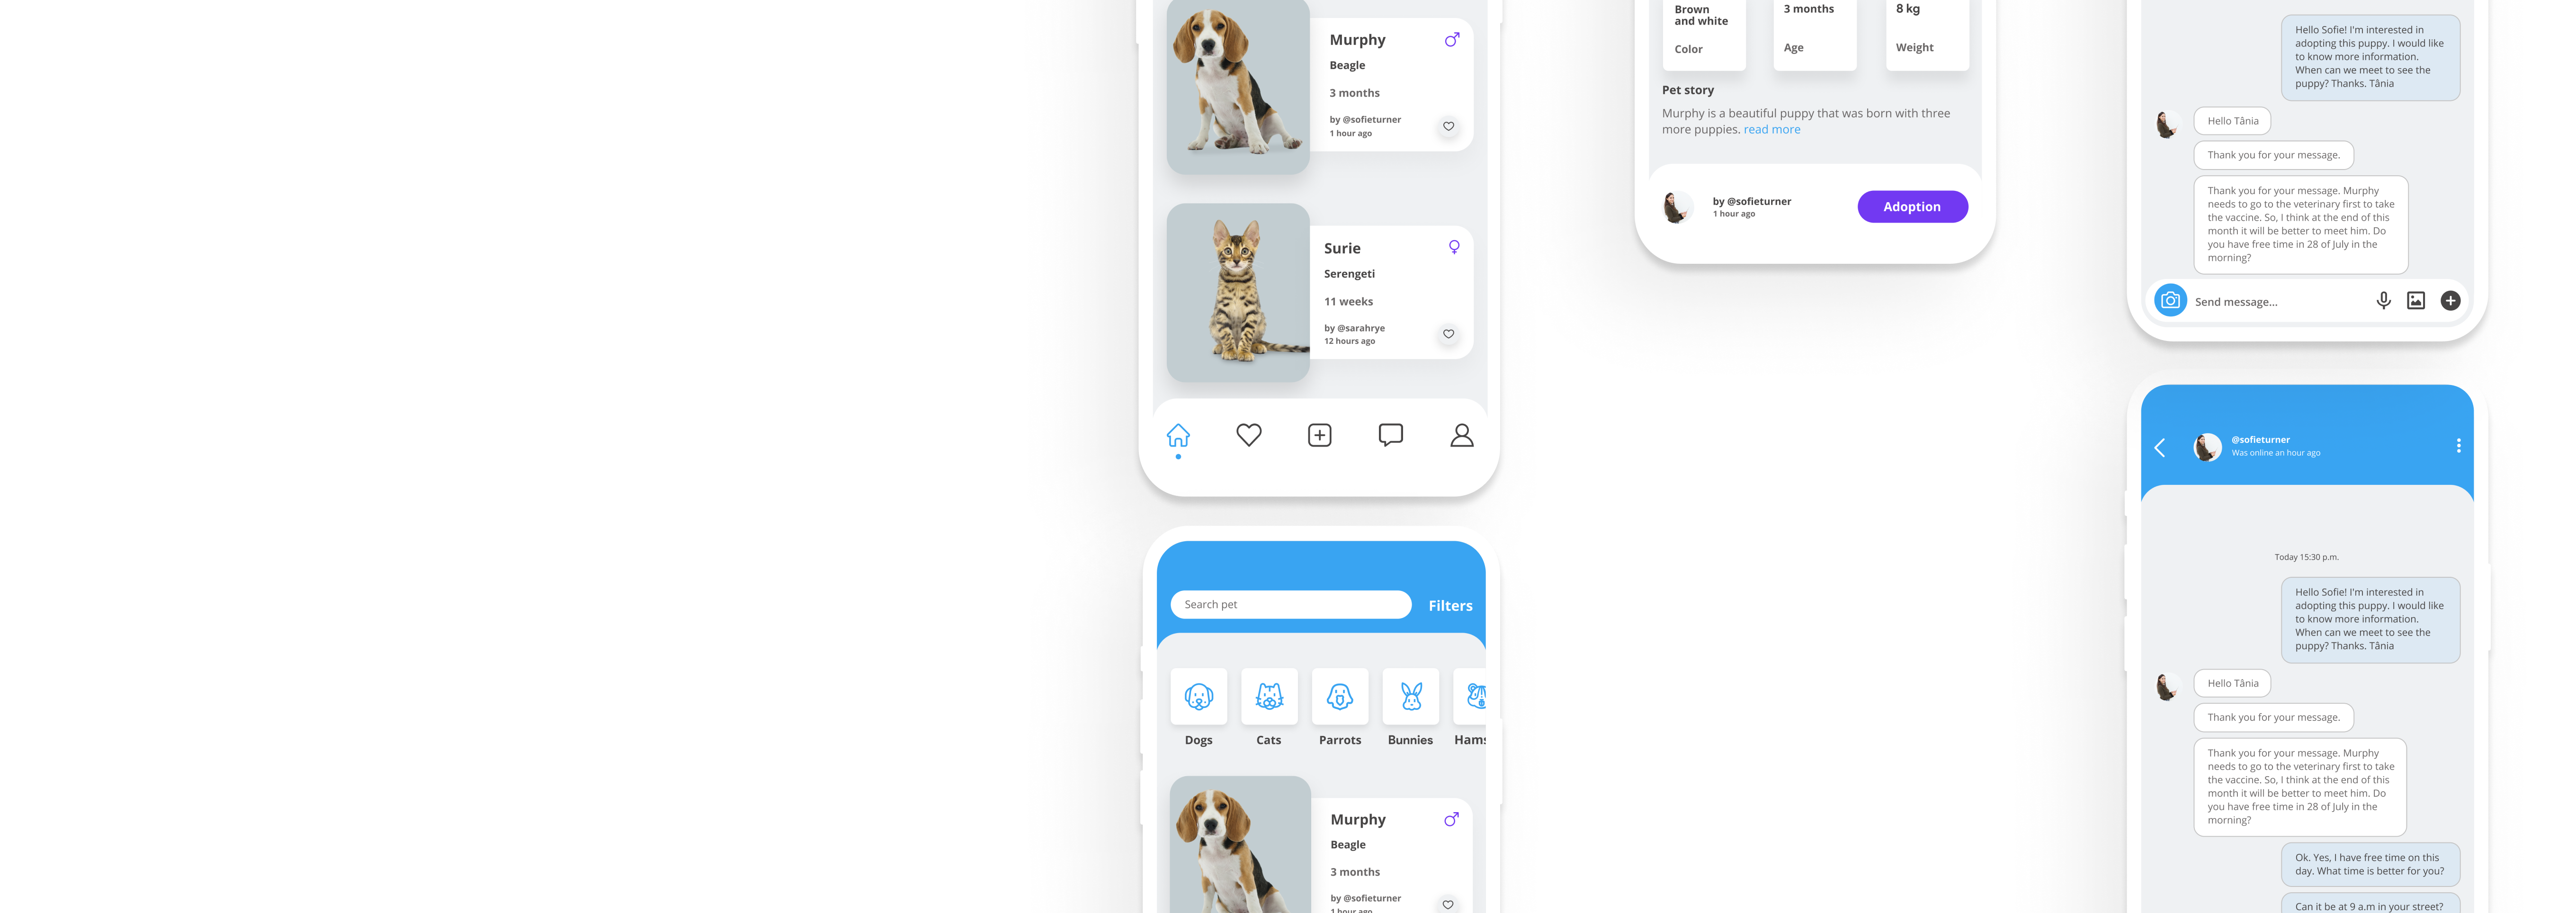 Murphy
Beagle
3 months
by @sofieturner
1 hour ago
Surie
Serengeti
11 weeks
by @sarahrye
12 hours ago
Search pet
Filters
Dogs
Cats
Parrots
Bunnies
Hams
Murphy
Beagle
3 months
by @sofieturner
1 hour ago
Brown
and white
Color
3 months
Age
8 kg
Weight
Pet story
Murphy is a beautiful puppy that was born with three
more puppies. read more
by @sofieturner
1 hour ago
Adoption
Hello Sofie! I'm interested in
adopting this puppy. I would like
to know more information.
When can we meet to see the
puppy? Thanks. Tânia
Hello Tânia
Thank you for your message.
Thank you for your message. Murphy
needs to go to the veterinary first to take
the vaccine. So, I think at the end of this
month it will be better to meet him. Do
you have free time in 28 of July in the
morning?
Send message...
@sofieturner
Was online an hour ago
Today 15:30 p.m.
Hello Sofie! I'm interested in
adopting this puppy. I would like
to know more information.
When can we meet to see the
puppy? Thanks. Tânia
Hello Tânia
Thank you for your message.
Thank you for your message. Murphy
needs to go to the veterinary first to take
the vaccine. So, I think at the end of this
month it will be better to meet him. Do
you have free time in 28 of July in the
morning?
Ok. Yes, I have free time on this
day. What time is better for you?
Can it be at 9 a.m in your street?